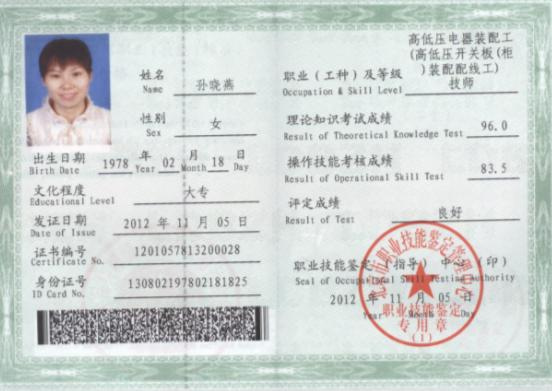 姓名 孙晓燕
Name
性别 女
Sex
出生日期 1978 年 02 月 18 日
Birth Date Year Month Day
文化程度 大专
Educational Level
发证日期 2012 年 11 月 05 日
Date of Issue
证书编号 1201057813200028
Certificate No.
身份证号 130802197802181825
ID Card No.
高低压电器装配工
(高低压开关板(柜
)装配配线工)
职业（工种）及等级 技师
Occupation & Skill Level
理论知识考试成绩 96.0
Result of Theoretical Knowledge Test
操作技能考核成绩 83.5
Result of Operational Skill Test
评定成绩 良好
Result of Test
职业技能鉴定（指导）中心（印）
Seal of Occupational Skill Testing Authority
2012 年 11 月 05 日
Year Month Day
市职业技能鉴定管理中心
职业技能鉴定
专用章
(1)